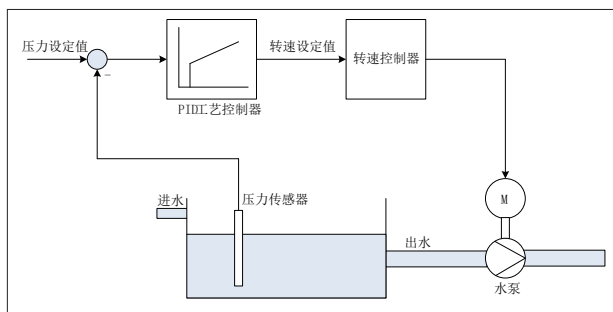 压力设定值
-
转速设定值
转速控制器
PID工艺控制器
进水
压力传感器
M
出水
水泵